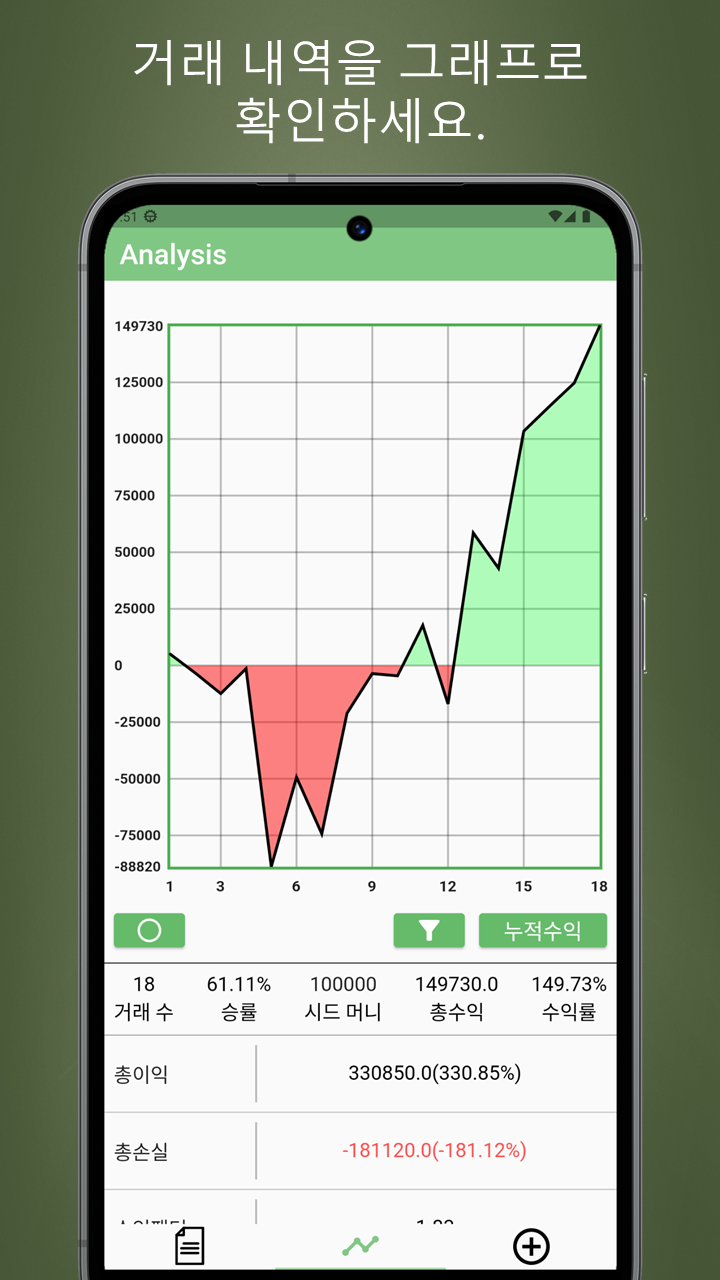 거래 내역을 그래프로
확인하세요.
:51
Analysis
149730
125000
100000
75000
50000
25000
0
-25000
-50000
-75000
-88820
1 3 6 9 12 15 18
누적수익
18 61.11% 100000 149730.0 149.73%
거래 수 승률 시드 머니 총수익 수익률
총이익 330850.0(330.85%)
총손실 -181120.0(-181.12%)